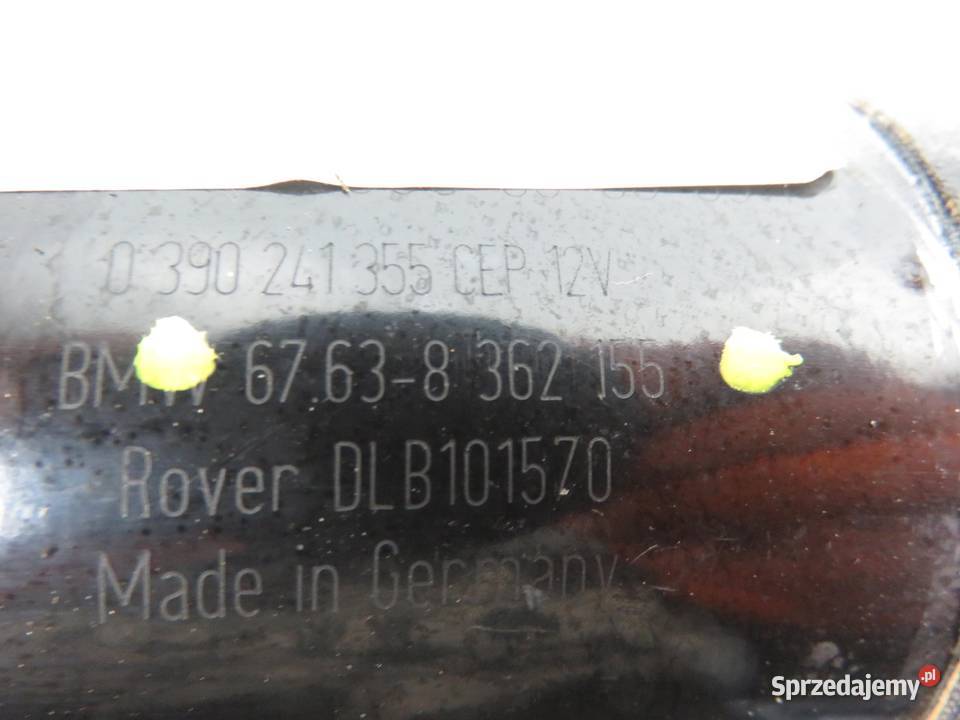 0 390 241 355 CEP 12V
BMW 67.63-8 362 155
Rover DLB101570
Made in Germany
Sprzedajemy.pl